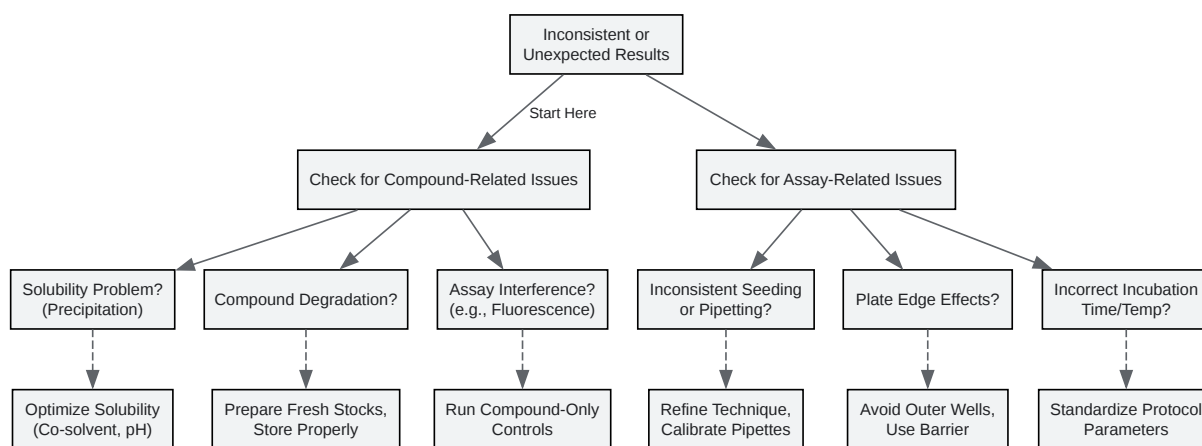 Inconsistent or
Unexpected Results
Start Here
Check for Compound-Related Issues
Check for Assay-Related Issues
Solubility Problem?
(Precipitation)
Compound Degradation?
Assay Interference?
(e.g., Fluorescence)
Inconsistent Seeding
or Pipetting?
Plate Edge Effects?
Incorrect Incubation
Time/Temp?
Optimize Solubility
(Co-solvent, pH)
Prepare Fresh Stocks,
Store Properly
Run Compound-Only
Controls
Refine Technique,
Calibrate Pipettes
Avoid Outer Wells,
Use Barrier
Standardize Protocol
Parameters